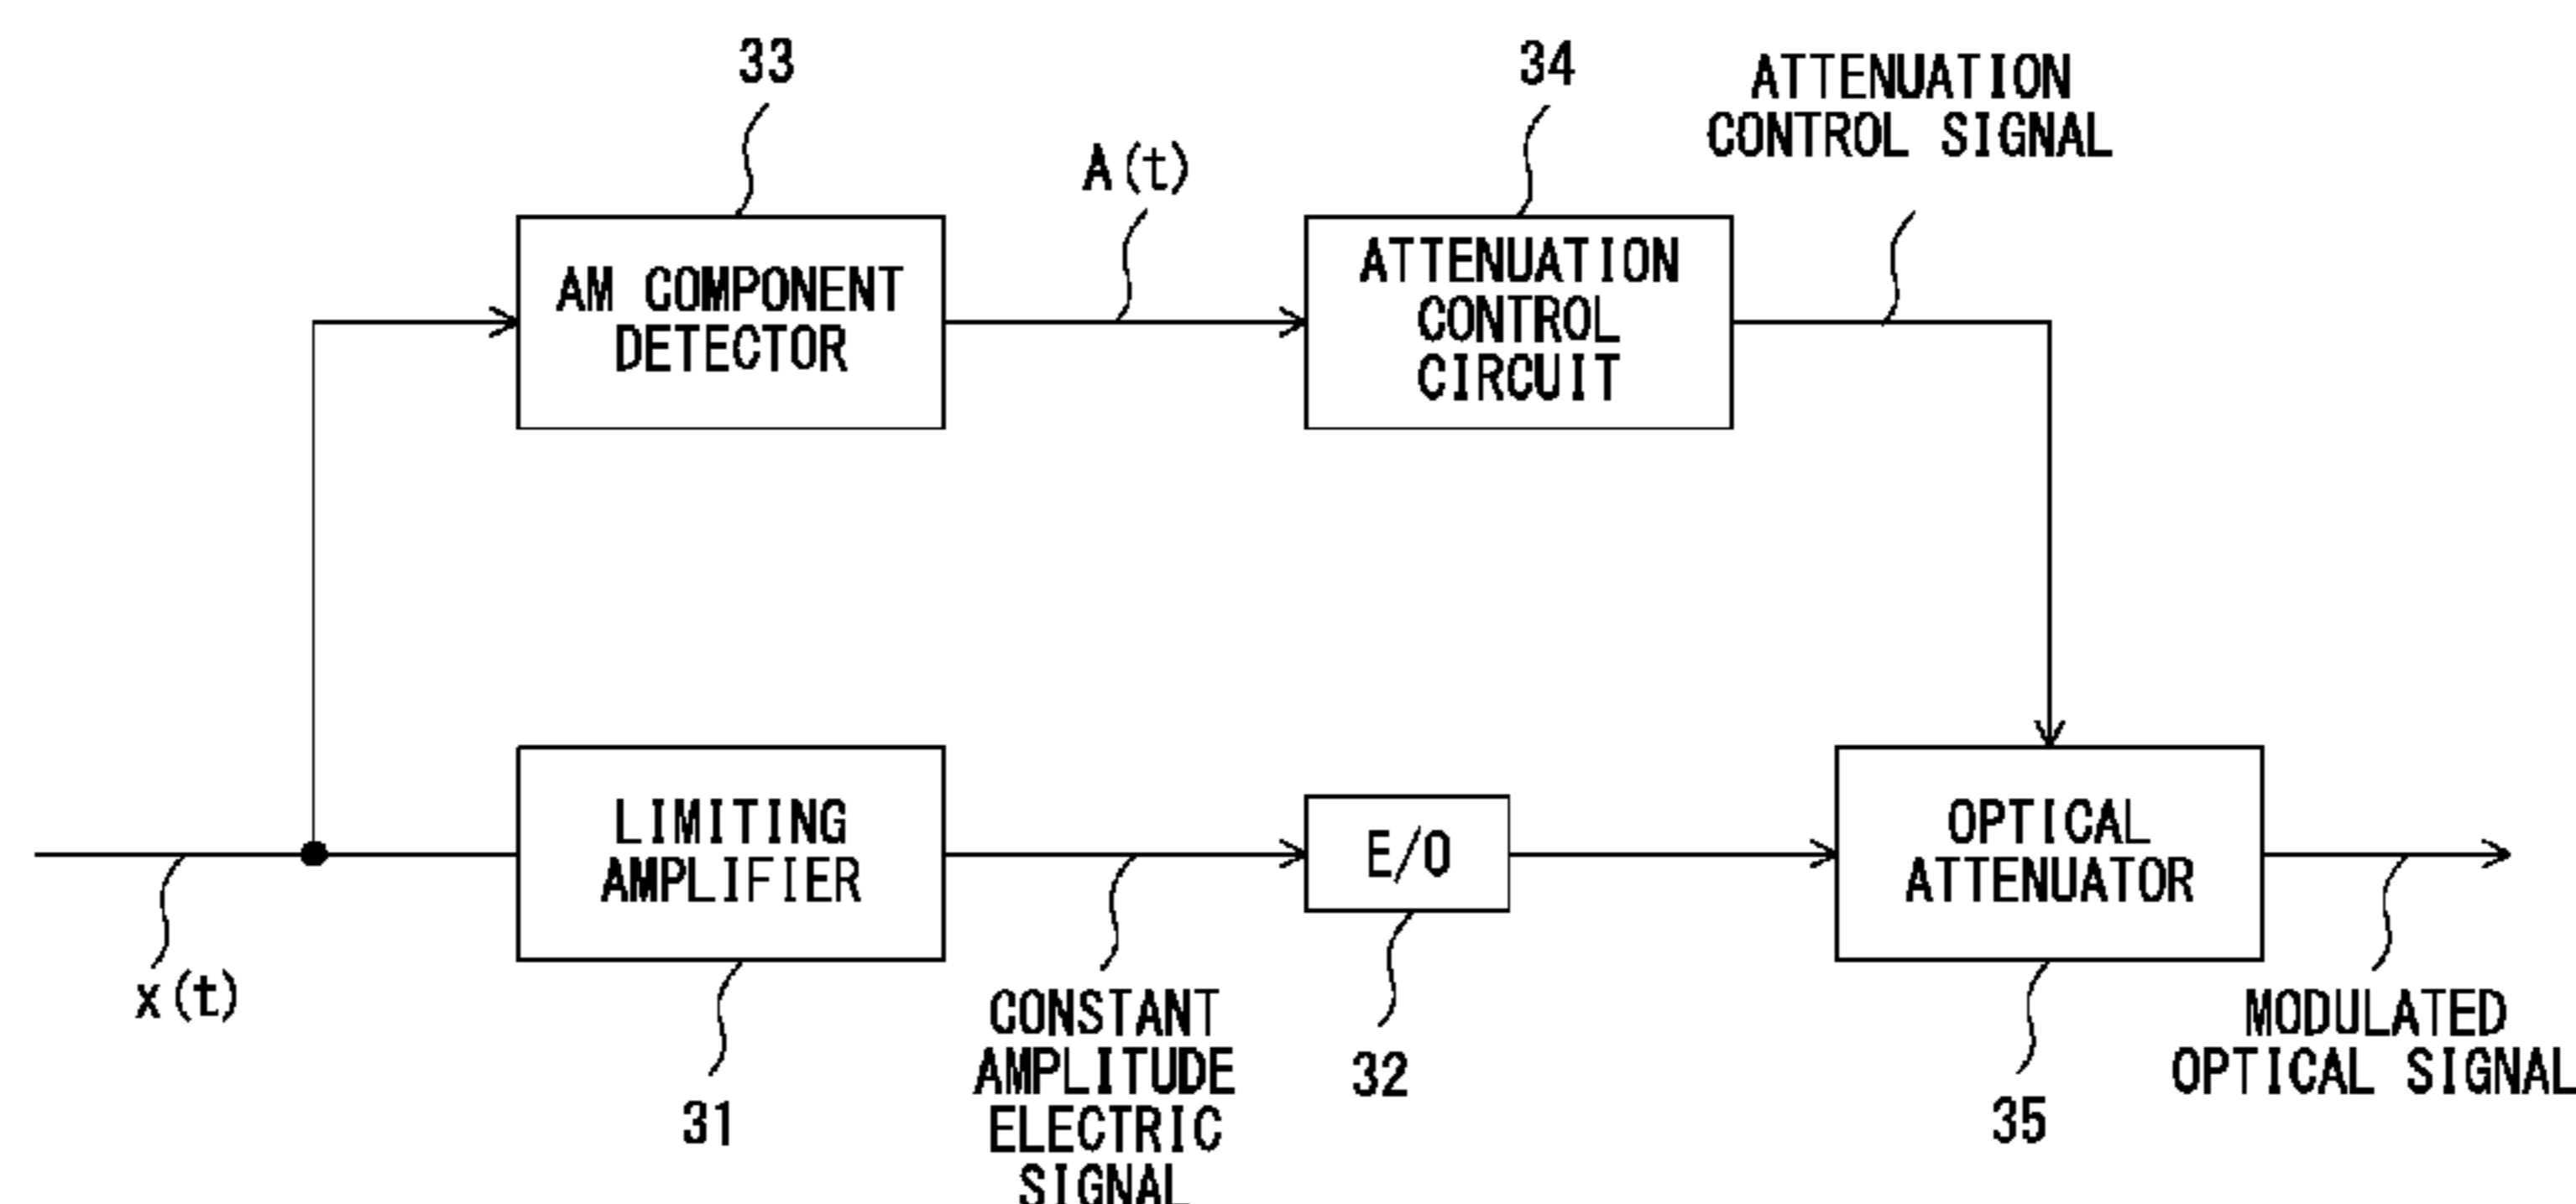 33
34
ATTENUATION
CONTROL SIGNAL
A(t)
AM COMPONENT
DETECTOR
ATTENUATION
CONTROL
CIRCUIT
LIMITING
AMPLIFIER
E/O
OPTICAL
ATTENUATOR
x(t)
31
CONSTANT
AMPLITUDE
ELECTRIC
SIGNAL
32
35
MODULATED
OPTICAL SIGNAL